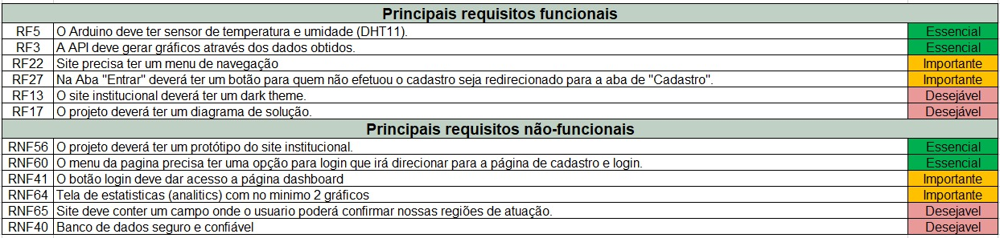 Principais requisitos funcionais
RF5 O Arduino deve ter sensor de temperatura e umidade (DHT11). Essencial
RF3 A API deve gerar gráficos através dos dados obtidos. Essencial
RF22 Site precisa ter um menu de navegação Importante
RF27 Na Aba "Entrar" deverá ter um botão para quem não efetuou o cadastro seja redirecionado para a aba de "Cadastro". Importante
RF13 O site institucional deverá ter um dark theme. Desejável
RF17 O projeto deverá ter um diagrama de solução. Desejável
Principais requisitos não-funcionais
RNF56 O projeto deverá ter um protótipo do site institucional. Essencial
RNF60 O menu da pagina precisa ter uma opção para login que irá direcionar para a página de cadastro e login. Essencial
RNF41 O botão login deve dar acesso a página dashboard Importante
RNF64 Tela de estatisticas (analitics) com no minimo 2 gráficos Importante
RNF65 Site deve conter um campo onde o usuario poderá confirmar nossas regiões de atuação. Desejavel
RNF40 Banco de dados seguro e confiável Desejavel